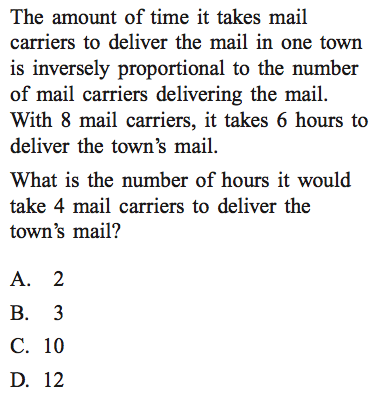 The amount of time it takes mail
carriers to deliver the mail in one town
is inversely proportional to the number
of mail carriers delivering the mail.
With 8 mail carriers, it takes 6 hours to
deliver the town’s mail.
What is the number of hours it would
take 4 mail carriers to deliver the
town’s mail?
A. 2
B. 3
C. 10
D. 12